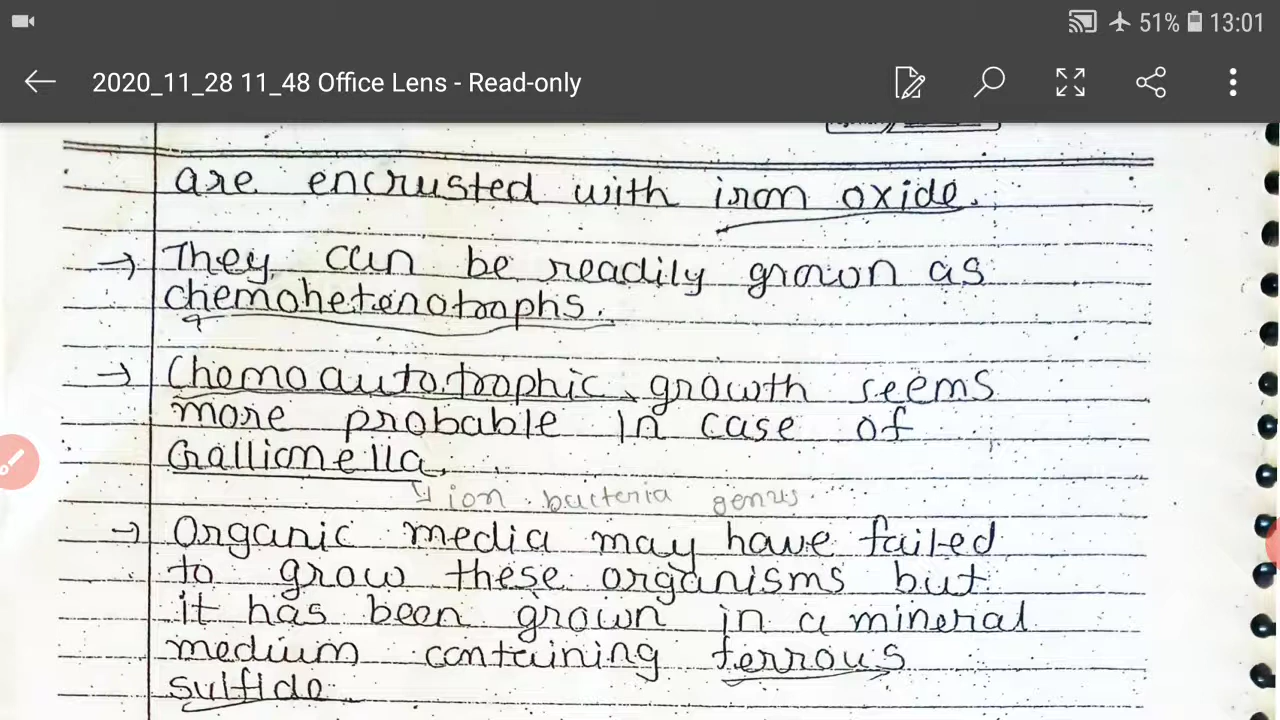 51% 13:01
2020_11_28 11_48 Office Lens - Read-only
are encrusted with iron oxide.
→ They can be readily grown as
chemoheterotrophs.
→ Chemoautotrophic growth seems
more probable in case of
Gallionella.
↳ ion bacteria genus
→ Organic media may have failed
to grow these organisms but
it has been grown in a mineral
medium containing ferrous
sulfide.